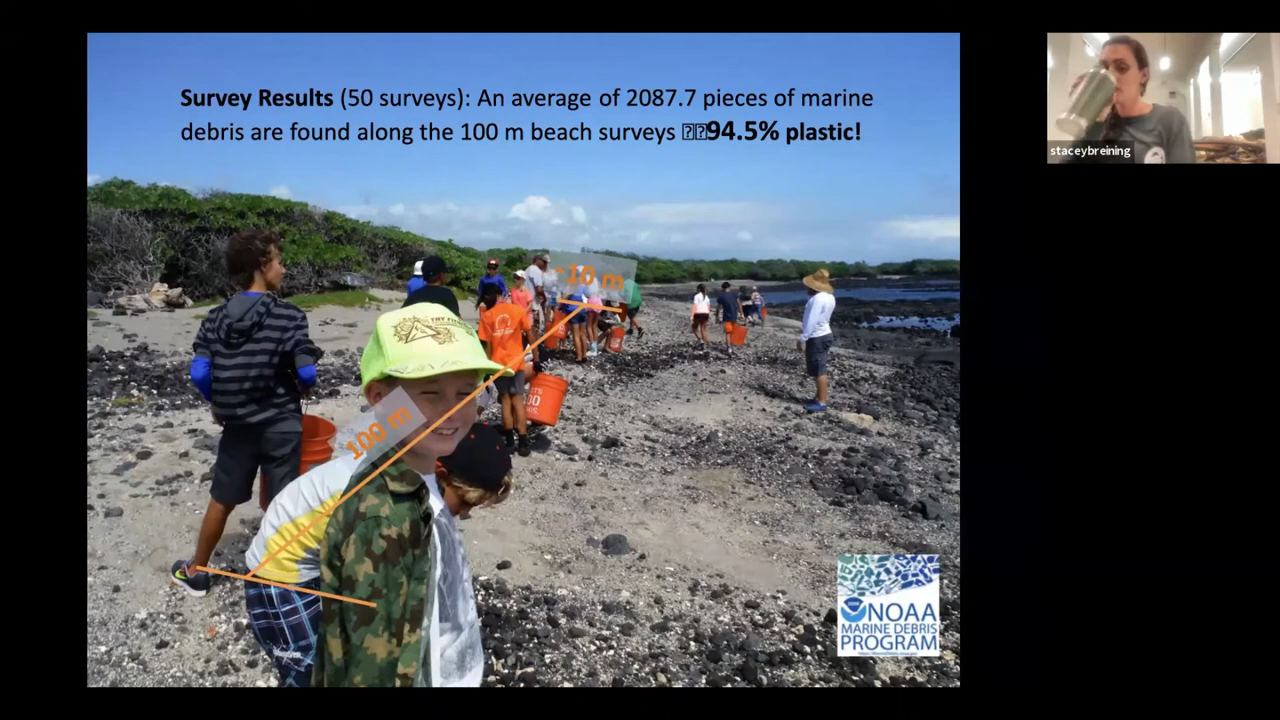 Survey Results (50 surveys): An average of 2087.7 pieces of marine
debris are found along the 100 m beach surveys 94.5% plastic!
staceybreining
~10 m
100 m
NOAA
MARINE DEBRIS
PROGRAM